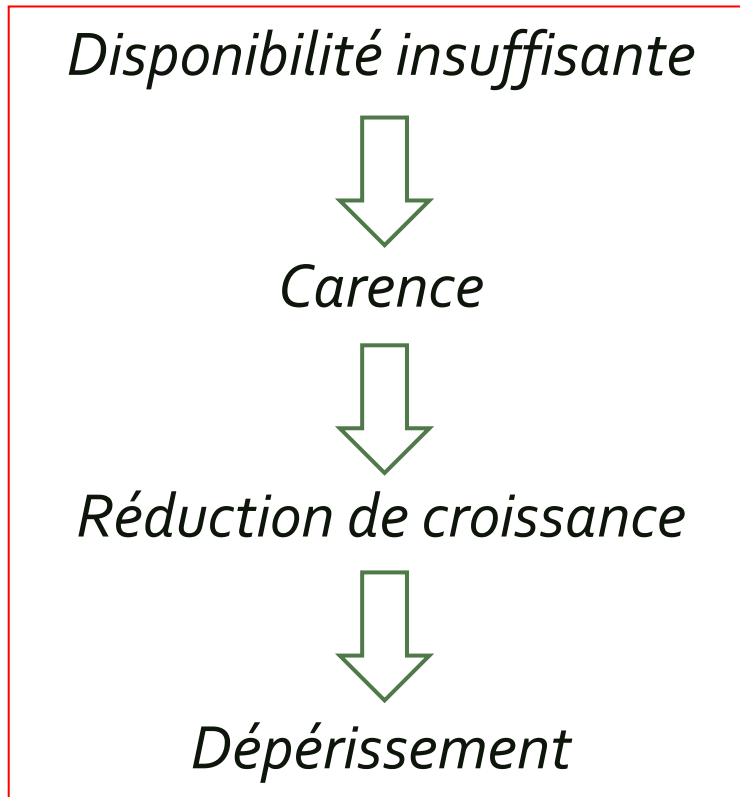 Disponibilité insuffisante
Carence
Réduction de croissance
Dépérissement